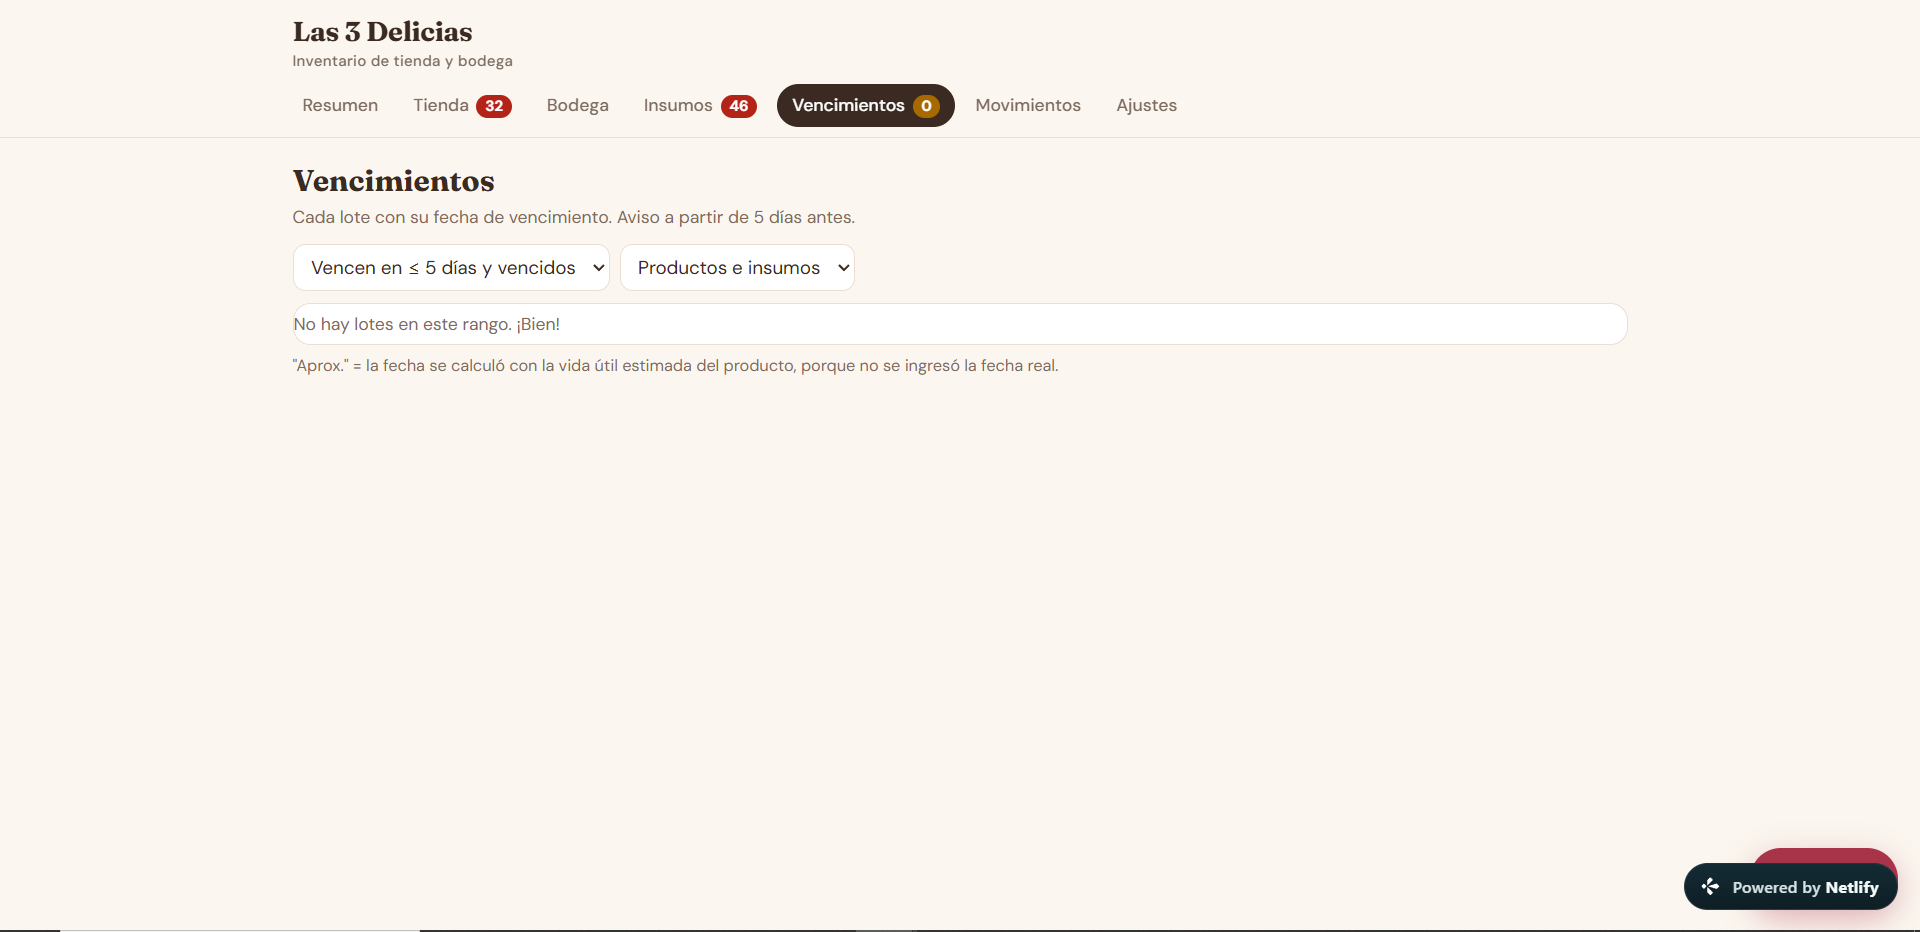 Las 3 Delicias
Inventario de tienda y bodega
Resumen Tienda 32 Bodega Insumos 46 Vencimientos 0 Movimientos Ajustes
Vencimientos
Cada lote con su fecha de vencimiento. Aviso a partir de 5 días antes.
Vencen en ≤ 5 días y vencidos Productos e insumos
No hay lotes en este rango. ¡Bien!
"Aprox." = la fecha se calculó con la vida útil estimada del producto, porque no se ingresó la fecha real.
Powered by Netlify